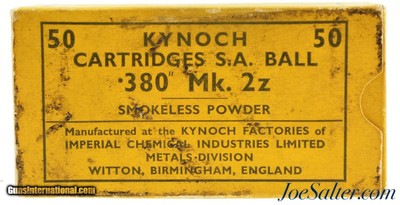 50 KYNOCH 50
CARTRIDGES S.A. BALL
·380" Mk. 2z
SMOKELESS POWDER
Manufactured at the KYNOCH FACTORIES of
IMPERIAL CHEMICAL INDUSTRIES LIMITED
METALS·DIVISION
WITTON, BIRMINGHAM, ENGLAND
GunsInternational.com
JoeSalter.com